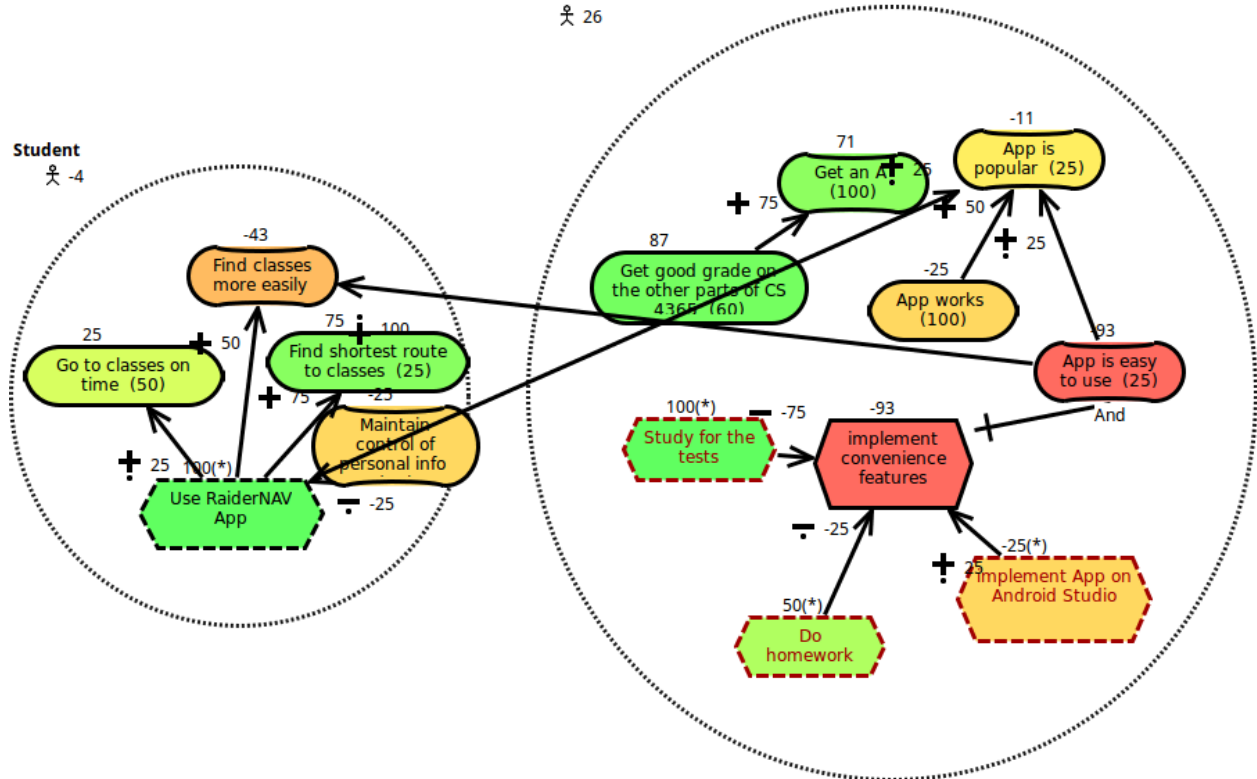 26
Student
-4
-43
Find classes
more easily
25
Go to classes on
time (50)
50
75
100
Find shortest route
to classes (25)
75
-25
Maintain
control of
personal info
25
100(*)
Use RaiderNAV
App
-25
71
Get an A
(100)
25
-11
App is
popular (25)
75
50
87
Get good grade on
the other parts of CS
4365 (60)
25
-25
App works
(100)
-93
App is easy
to use (25)
And
100(*)
-75
Study for the
tests
-93
implement
convenience
features
-25
50(*)
Do
homework
-25(*)
25
Implement App on
Android Studio